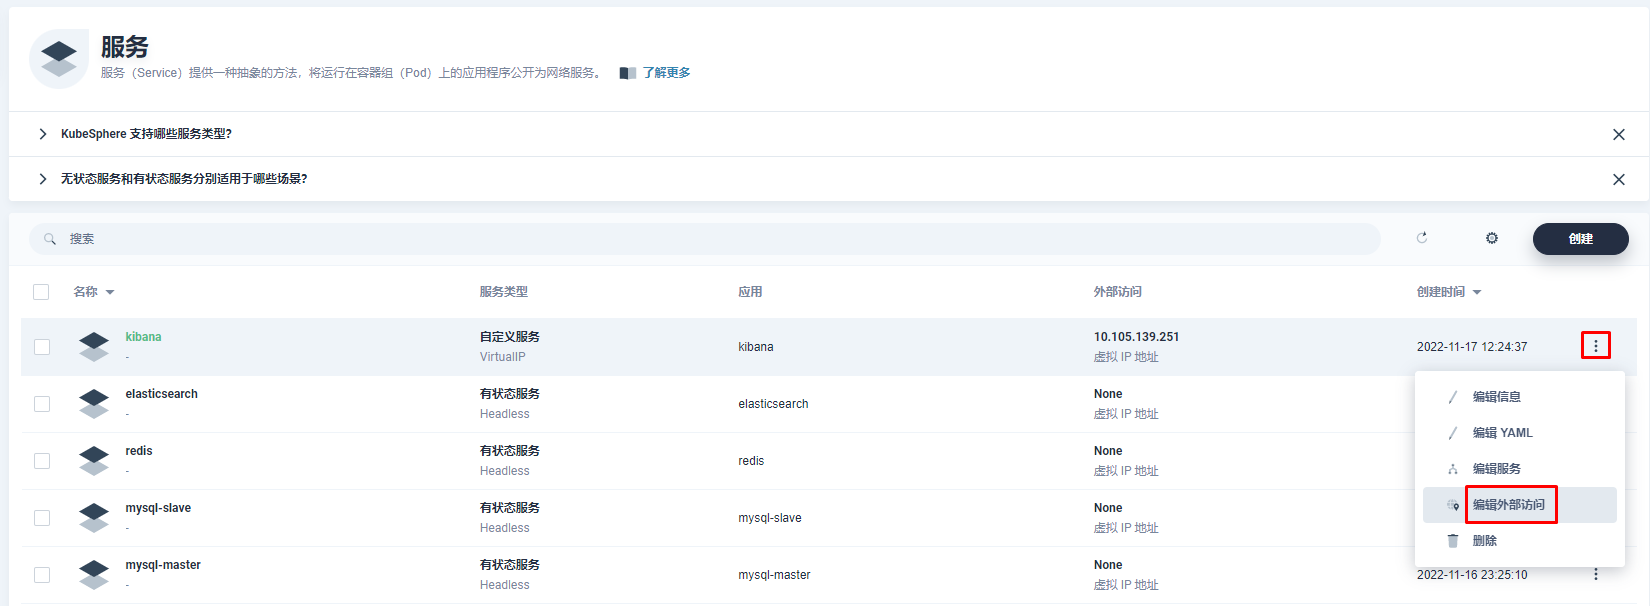 服务
服务（Service）提供一种抽象的方法，将运行在容器组（Pod）上的应用程序公开为网络服务。 了解更多
KubeSphere 支持哪些服务类型?
无状态服务和有状态服务分别适用于哪些场景?
搜索 创建
名称 服务类型 应用 外部访问 创建时间
kibana 自定义服务 kibana 10.105.139.251 2022-11-17 12:24:37
- VirtualIP 虚拟 IP 地址
elasticsearch 有状态服务 elasticsearch None
- Headless 虚拟 IP 地址
redis 有状态服务 redis None
- Headless 虚拟 IP 地址
mysql-slave 有状态服务 mysql-slave None
- Headless 虚拟 IP 地址
mysql-master 有状态服务 mysql-master None 2022-11-16 23:25:10
- Headless 虚拟 IP 地址
编辑信息
编辑 YAML
编辑服务
编辑外部访问
删除